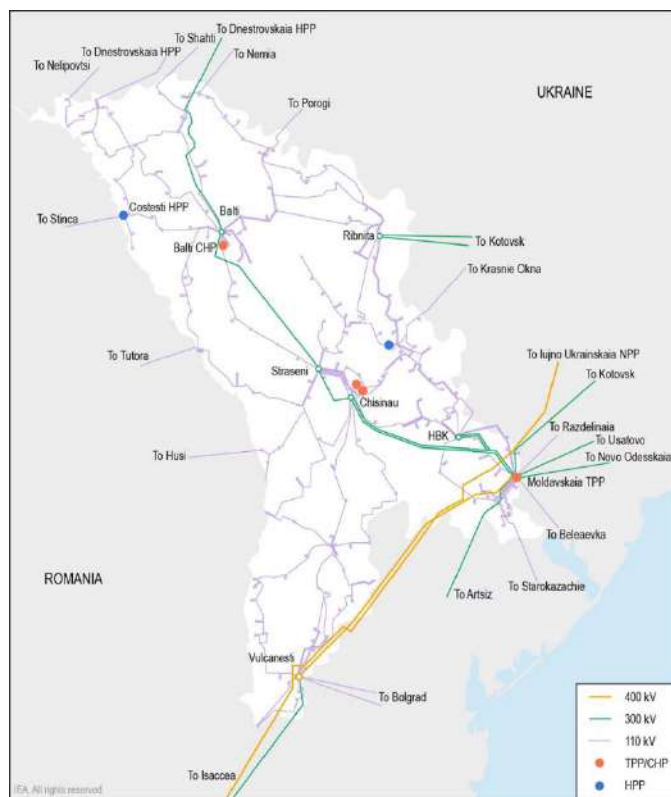 To Dnestrovskaia HPP
To Shahti
To Dnestrovskaia HPP
To Nelipovtsi
To Nemia
UKRAINE
To Porogi
Costesti HPP
To Stinca
Balti
Balti CHP
Ribnita
To Kotovsk
To Krasnie Okna
To Tutora
To Iujno Ukrainskaia NPP
Straseni
To Kotovsk
Chisinau
To Razdelinaia
HBK
To Usatovo
To Husi
To Novo Odesskaia
Moldavskaia TPP
To Beleaevka
ROMANIA
To Artsiz
To Starokazachie
Vulcanesti
To Bolgrad
400 kV
300 kV
110 kV
TPP/CHP
To Isaccea
HPP
IEA. All rights reserved